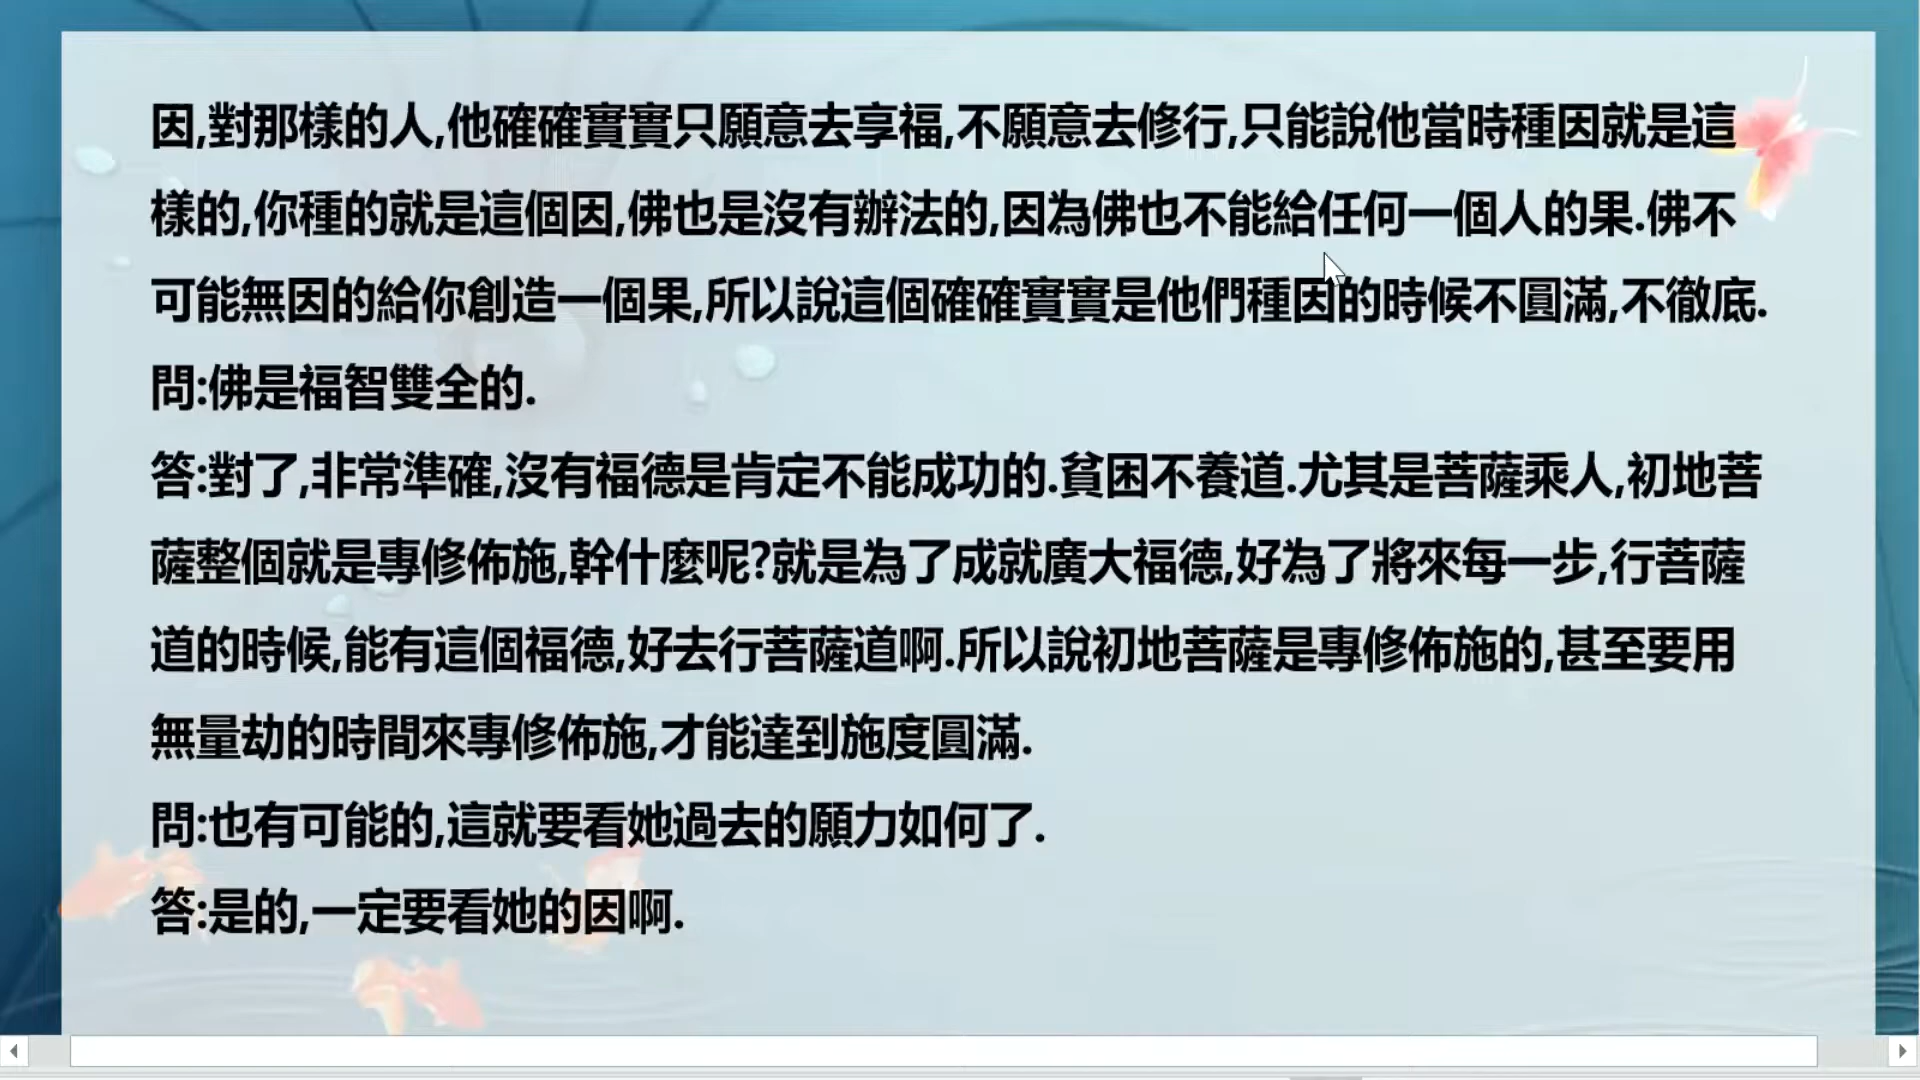 因,對那樣的人,他確確實實只願意去享福,不願意去修行,只能說他當時種因就是這
樣的,你種的就是這個因,佛也是沒有辦法的,因為佛也不能給任何一個人的果.佛不
可能無因的給你創造一個果,所以說這個確確實實是他們種因的時候不圓滿,不徹底.
問:佛是福智雙全的.
答:對了,非常準確,沒有福德是肯定不能成功的.貧困不養道.尤其是菩薩乘人,初地菩
薩整個就是專修佈施,幹什麼呢?就是為了成就廣大福德,好為了將來每一步,行菩薩
道的時候,能有這個福德,好去行菩薩道啊.所以說初地菩薩是專修佈施的,甚至要用
無量劫的時間來專修佈施,才能達到施度圓滿.
問:也有可能的,這就要看她過去的願力如何了.
答:是的,一定要看她的因啊.